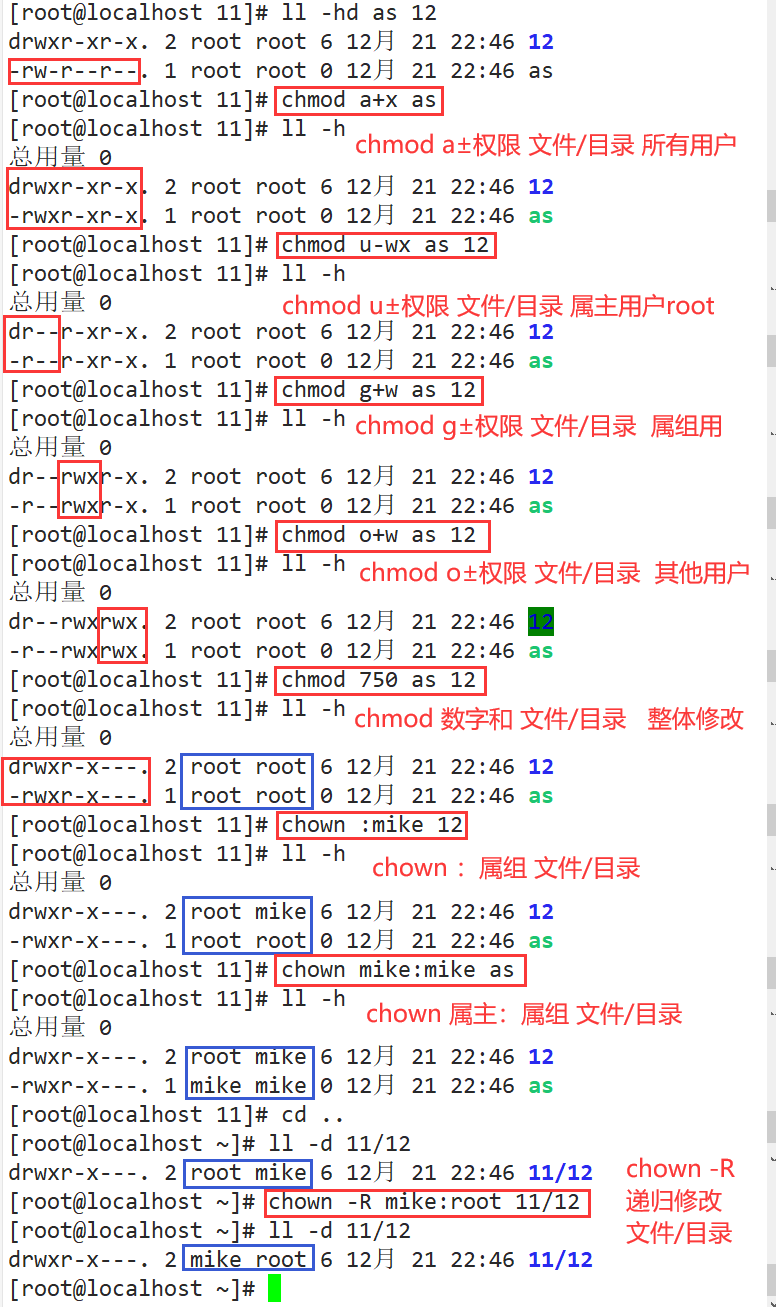 [root@localhost 11]# ll -hd as 12
drwxr-xr-x. 2 root root 6 12月  21 22:46 12
-rw-r--r--. 1 root root 0 12月  21 22:46 as
[root@localhost 11]# chmod a+x as
[root@localhost 11]# ll -h
chmod a±权限 文件/目录 所有用户
总用量 0
drwxr-xr-x. 2 root root 6 12月  21 22:46 12
-rwxr-xr-x. 1 root root 0 12月  21 22:46 as
[root@localhost 11]# chmod u-wx as 12
[root@localhost 11]# ll -h
总用量 0
chmod u±权限 文件/目录 属主用户root
dr--r-xr-x. 2 root root 6 12月  21 22:46 12
-r--r-xr-x. 1 root root 0 12月  21 22:46 as
[root@localhost 11]# chmod g+w as 12
[root@localhost 11]# ll -h
chmod g±权限 文件/目录  属组用
总用量 0
dr--rwxr-x. 2 root root 6 12月  21 22:46 12
-r--rwxr-x. 1 root root 0 12月  21 22:46 as
[root@localhost 11]# chmod o+w as 12
[root@localhost 11]# ll -h
chmod o±权限 文件/目录  其他用户
总用量 0
dr--rwxrwx. 2 root root 6 12月  21 22:46 12
-r--rwxrwx. 1 root root 0 12月  21 22:46 as
[root@localhost 11]# chmod 750 as 12
[root@localhost 11]# ll -h
chmod 数字和 文件/目录   整体修改
总用量 0
drwxr-x---. 2 root root 6 12月  21 22:46 12
-rwxr-x---. 1 root root 0 12月  21 22:46 as
[root@localhost 11]# chown :mike 12
[root@localhost 11]# ll -h
chown ：属组 文件/目录
总用量 0
drwxr-x---. 2 root mike 6 12月  21 22:46 12
-rwxr-x---. 1 root root 0 12月  21 22:46 as
[root@localhost 11]# chown mike:mike as
[root@localhost 11]# ll -h
chown 属主：属组 文件/目录
总用量 0
drwxr-x---. 2 root mike 6 12月  21 22:46 12
-rwxr-x---. 1 mike mike 0 12月  21 22:46 as
[root@localhost 11]# cd ..
[root@localhost ~]# ll -d 11/12
drwxr-x---. 2 root mike 6 12月  21 22:46 11/12
[root@localhost ~]# chown -R mike:root 11/12
[root@localhost ~]# ll -d 11/12
drwxr-x---. 2 mike root 6 12月  21 22:46 11/12
[root@localhost ~]#
chown -R
递归修改
文件/目录